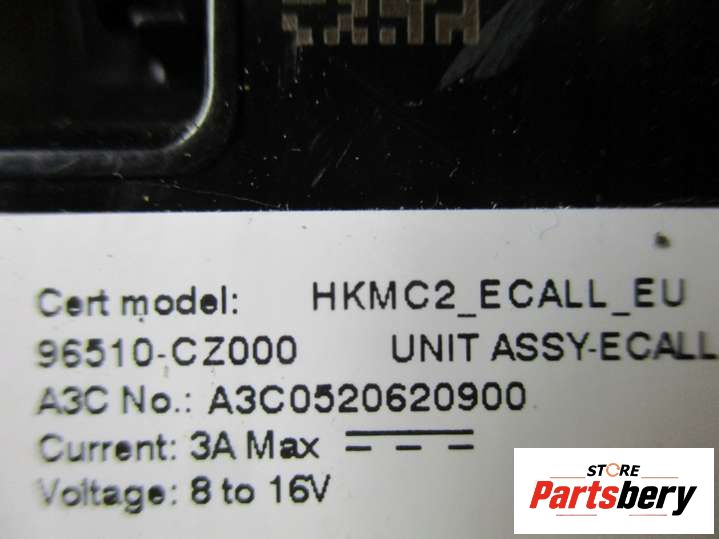 Cert model: HKMC2_ECALL_EU
96510-CZ000 UNIT ASSY-ECALL
A3C No.: A3C0520620900
Current: 3A Max
Voltage: 8 to 16V
STORE
Partsbery